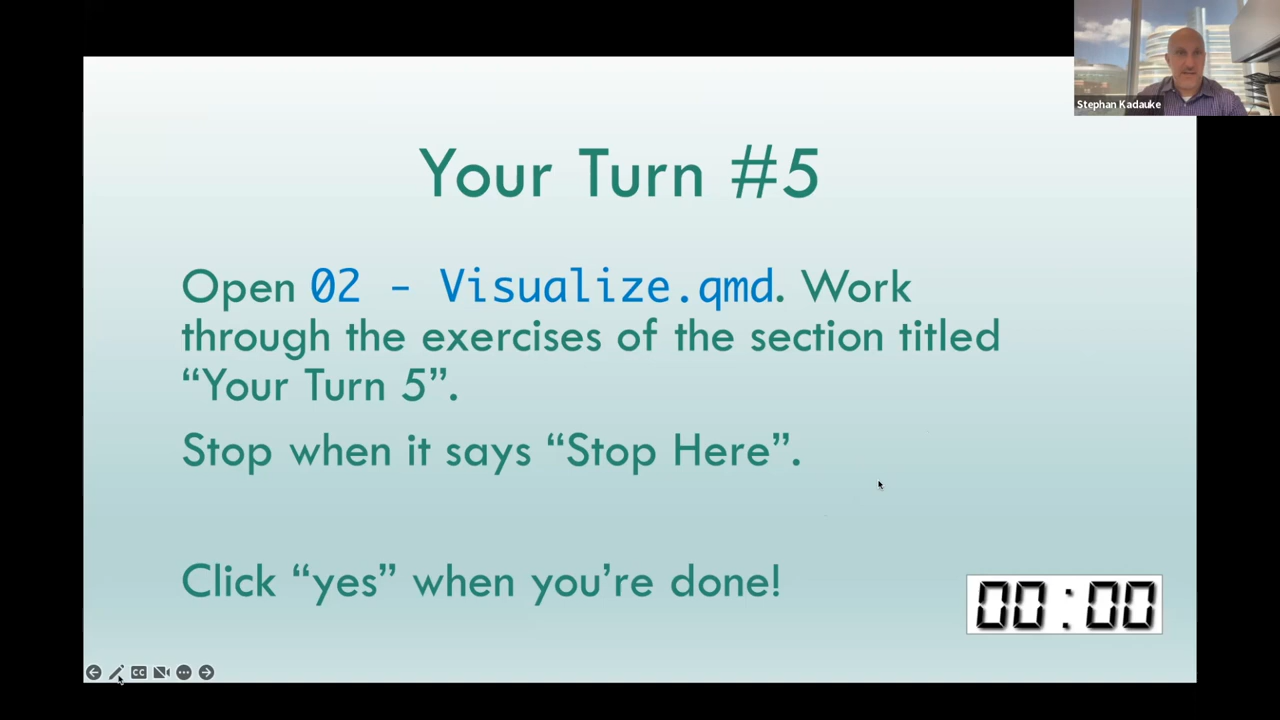 Stephan Kadauke
Your Turn #5
Open 02 - Visualize.qmd. Work
through the exercises of the section titled
“Your Turn 5”.
Stop when it says “Stop Here”.
Click “yes” when you’re done!
00:00
CC